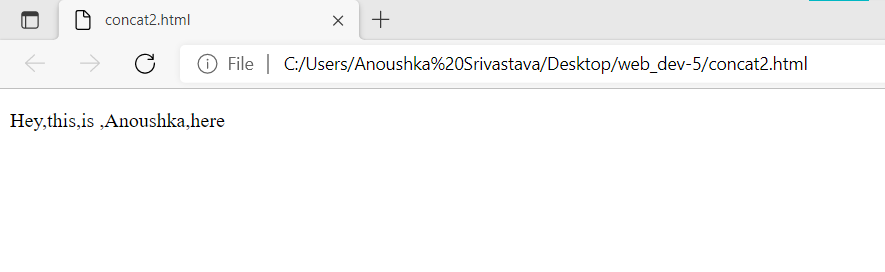 concat2.html
File | C:/Users/Anoushka%20Srivastava/Desktop/web_dev-5/concat2.html
Hey,this,is ,Anoushka,here